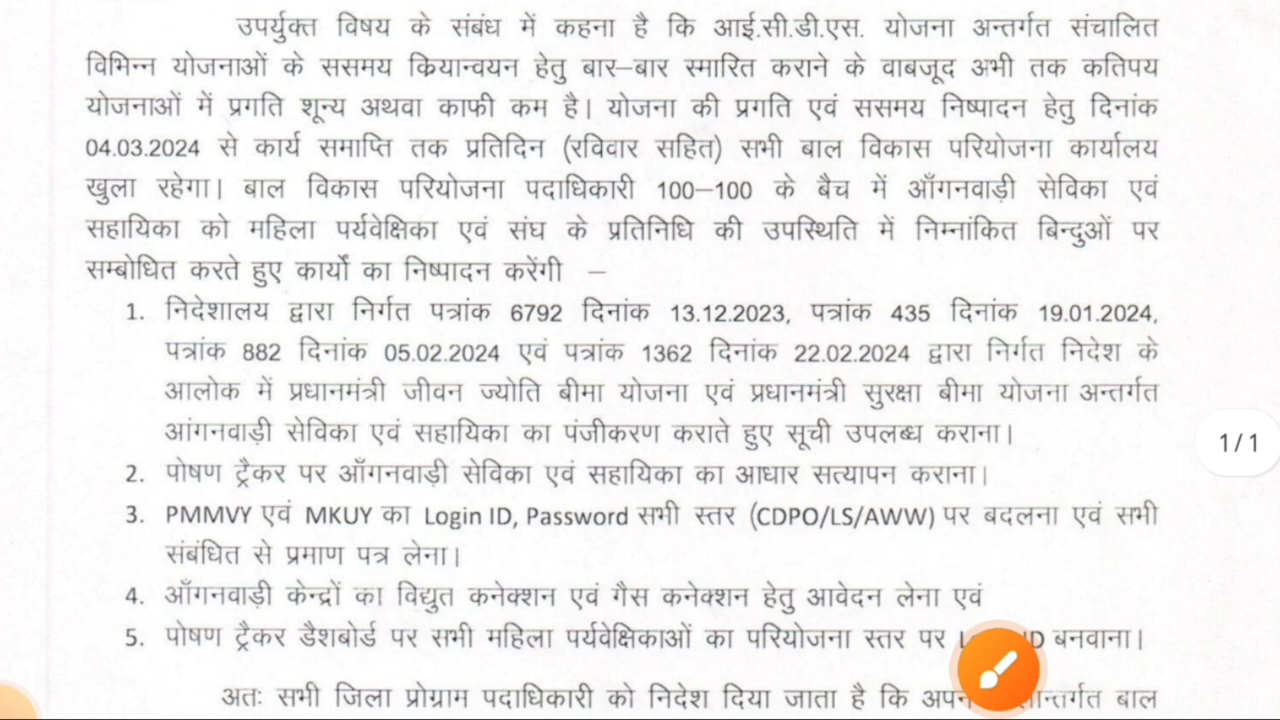 उपर्युक्त विषय के संबंध में कहना है कि आई.सी.डी.एस. योजना अन्तर्गत संचालित
विभिन्न योजनाओं के ससमय क्रियान्वयन हेतु बार–बार स्मारित कराने के वाबजूद अभी तक कतिपय
योजनाओं में प्रगति शून्य अथवा काफी कम है। योजना की प्रगति एवं ससमय निष्पादन हेतु दिनांक
04.03.2024 से कार्य समाप्ति तक प्रतिदिन (रविवार सहित) सभी बाल विकास परियोजना कार्यालय
खुला रहेगा। बाल विकास परियोजना पदाधिकारी 100–100 के बैच में आँगनवाड़ी सेविका एवं
सहायिका को महिला पर्यवेक्षिका एवं संघ के प्रतिनिधि की उपस्थिति में निम्नांकित बिन्दुओं पर
सम्बोधित करते हुए कार्यों का निष्पादन करेंगी –
1. निदेशालय द्वारा निर्गत पत्रांक 6792 दिनांक 13.12.2023, पत्रांक 435 दिनांक 19.01.2024,
पत्रांक 882 दिनांक 05.02.2024 एवं पत्रांक 1362 दिनांक 22.02.2024 द्वारा निर्गत निदेश के
आलोक में प्रधानमंत्री जीवन ज्योति बीमा योजना एवं प्रधानमंत्री सुरक्षा बीमा योजना अन्तर्गत
आंगनवाड़ी सेविका एवं सहायिका का पंजीकरण कराते हुए सूची उपलब्ध कराना।
2. पोषण ट्रैकर पर आँगनवाड़ी सेविका एवं सहायिका का आधार सत्यापन कराना।
1/1
3. PMMVY एवं MKUY का Login ID, Password सभी स्तर (CDPO/LS/AWW) पर बदलना एवं सभी
संबंधित से प्रमाण पत्र लेना।
4. आँगनवाड़ी केन्द्रों का विद्युत कनेक्शन एवं गैस कनेक्शन हेतु आवेदन लेना एवं
5. पोषण ट्रैकर डैशबोर्ड पर सभी महिला पर्यवेक्षिकाओं का परियोजना स्तर पर बनवाना।
अतः सभी जिला प्रोग्राम पदाधिकारी को निदेश दिया जाता है कि बाल